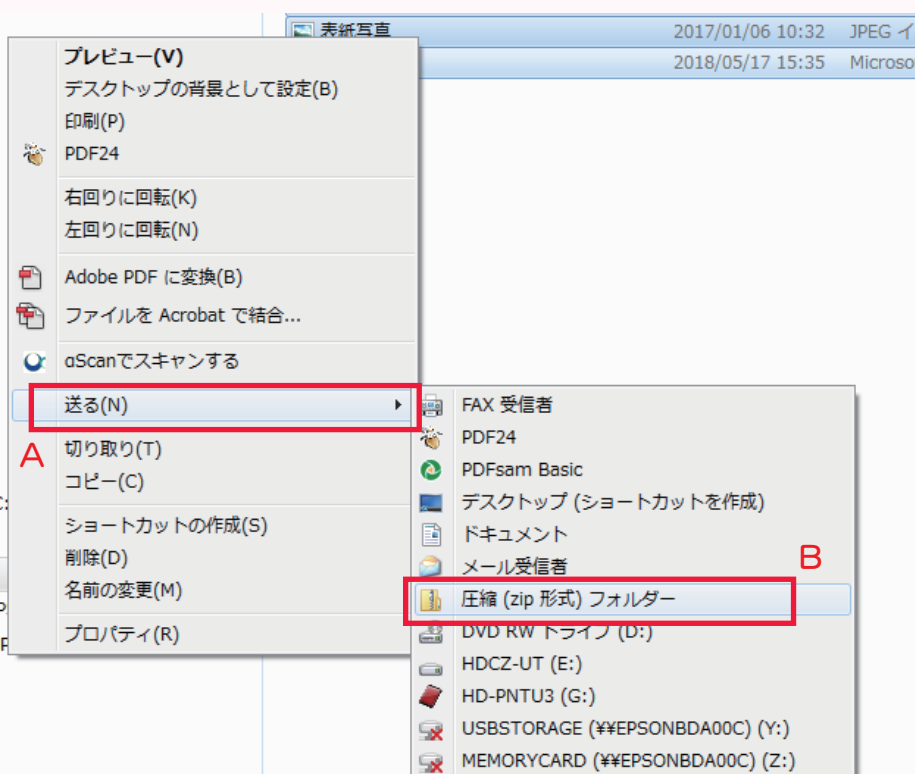 表紙写真 2017/01/06 10:32 JPEG イ
2018/05/17 15:35 Microso
プレビュー(V)
デスクトップの背景として設定(B)
印刷(P)
PDF24
右回りに回転(K)
左回りに回転(N)
Adobe PDF に変換(B)
ファイルを Acrobat で結合...
αScanでスキャンする
送る(N)
A
切り取り(T)
コピー(C)
ショートカットの作成(S)
削除(D)
名前の変更(M)
プロパティ(R)
FAX 受信者
PDF24
PDFsam Basic
デスクトップ (ショートカットを作成)
ドキュメント
メール受信者
B
圧縮 (zip 形式) フォルダー
DVD RW ドライブ (D:)
HDCZ-UT (E:)
HD-PNTU3 (G:)
USBSTORAGE (¥¥EPSONBDA00C) (Y:)
MEMORYCARD (¥¥EPSONBDA00C) (Z:)